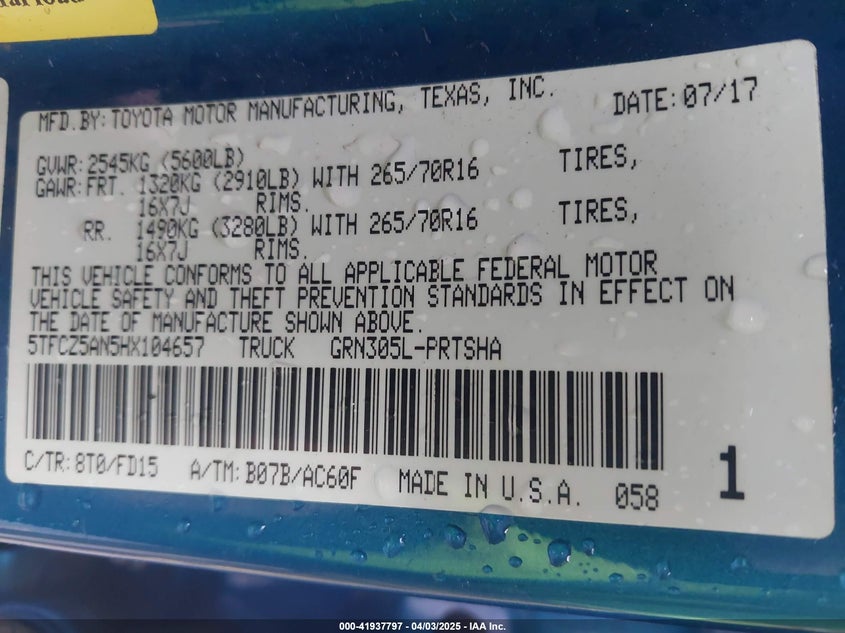 MFD.BY:TOYOTA MOTOR MANUFACTURING, TEXAS, INC. DATE:07/17
GVWR:2545KG (5600LB)
GAWR:FRT. 1320KG (2910LB) WITH 265/70R16 TIRES,
16X7J RIMS.
RR. 1490KG (3280LB) WITH 265/70R16 TIRES,
16X7J RIMS.
THIS VEHICLE CONFORMS TO ALL APPLICABLE FEDERAL MOTOR
VEHICLE SAFETY AND THEFT PREVENTION STANDARDS IN EFFECT ON
THE DATE OF MANUFACTURE SHOWN ABOVE.
5TFCZ5AN5HX104657 TRUCK GRN305L-PRTSHA
C/TR:8T0/FD15 A/TM:B07B/AC60F MADE IN U.S.A. 058 1
000-41937797 - 04/03/2025 - IAA Inc.